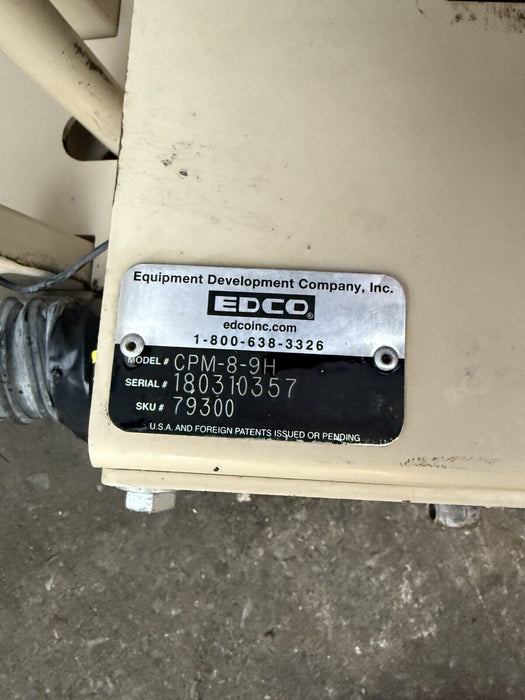 Equipment Development Company, Inc.
EDCO®
edcoinc.com
1-800-638-3326
MODEL # CPM-8-9H
SERIAL # 180310357
SKU # 79300
U.S.A. AND FOREIGN PATENTS ISSUED OR PENDING